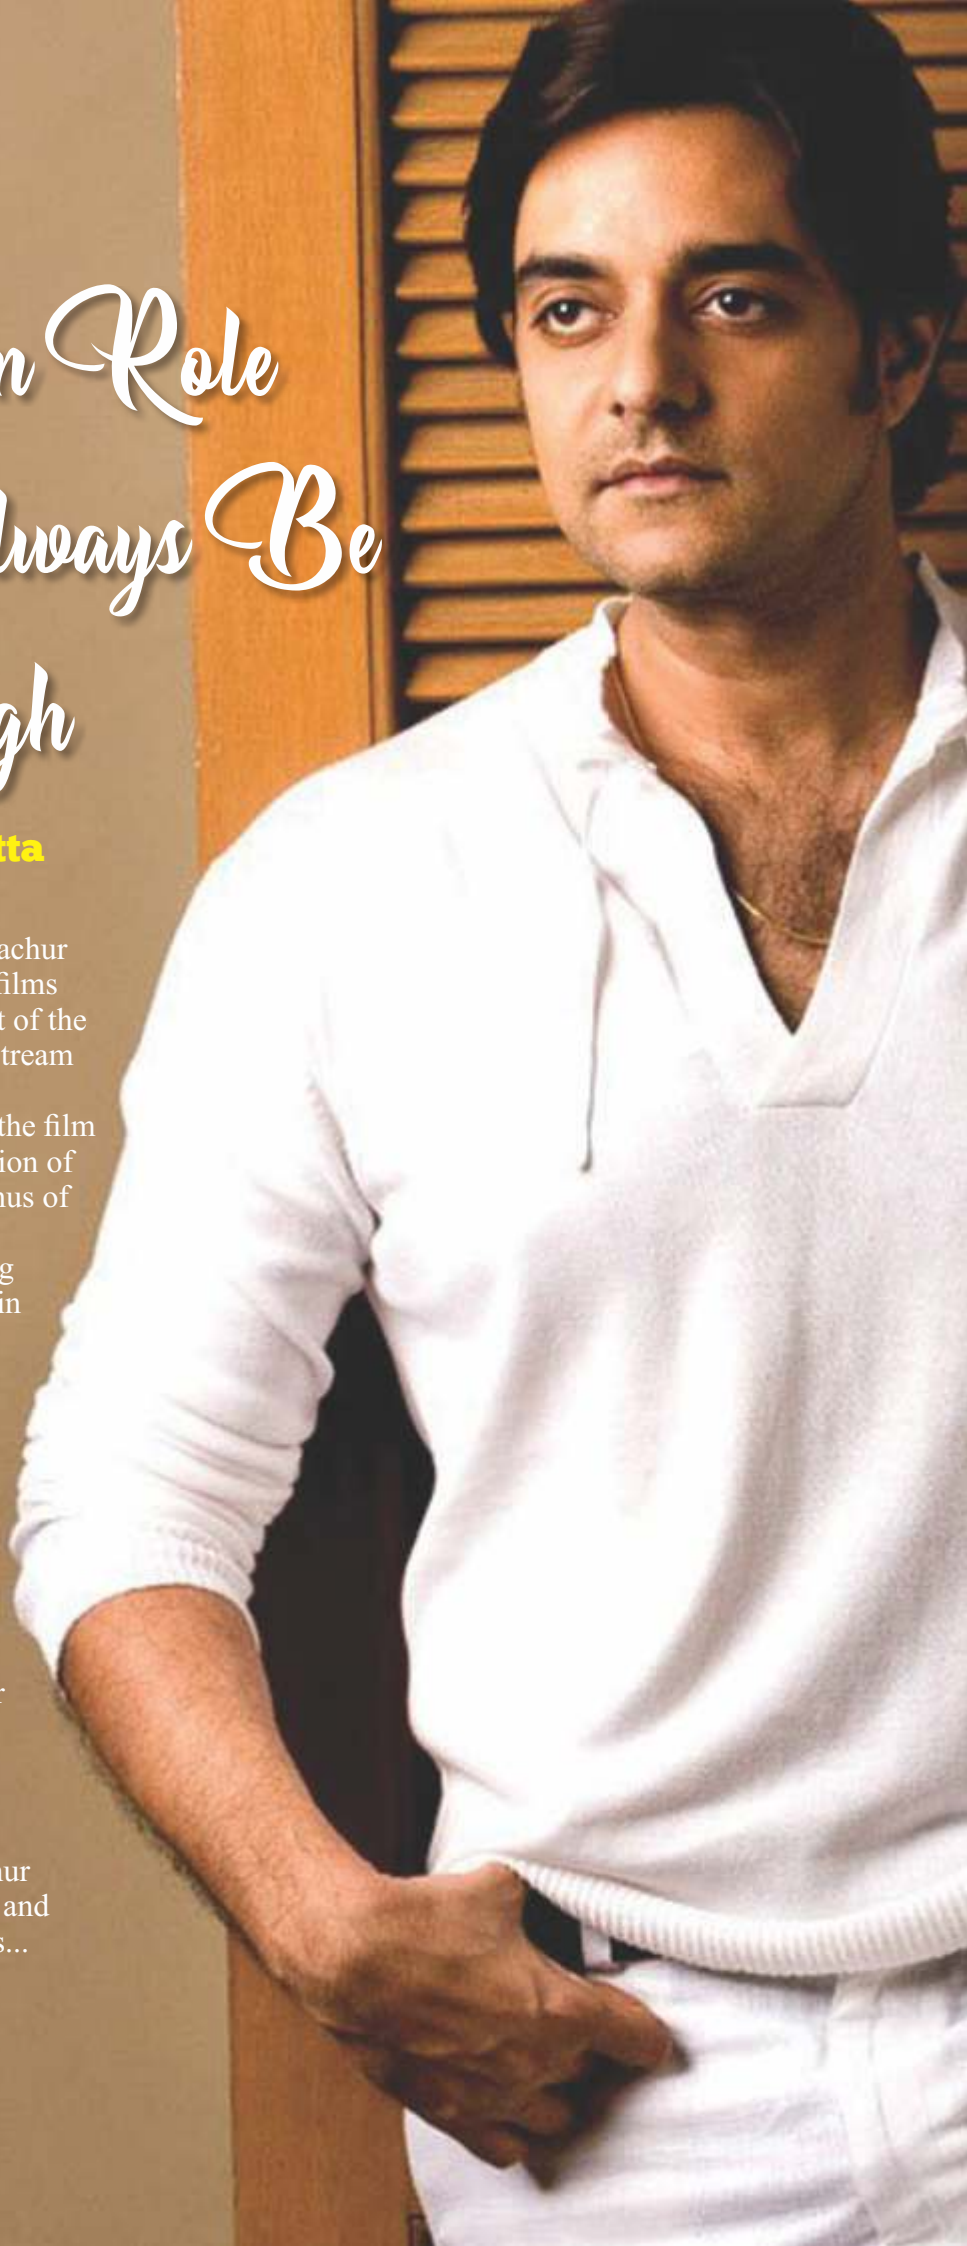 n Role
lways Be
gh
tta
achur
films
t of the
tream
the film
ion of
nus of
g
in
r
ur
and
s...